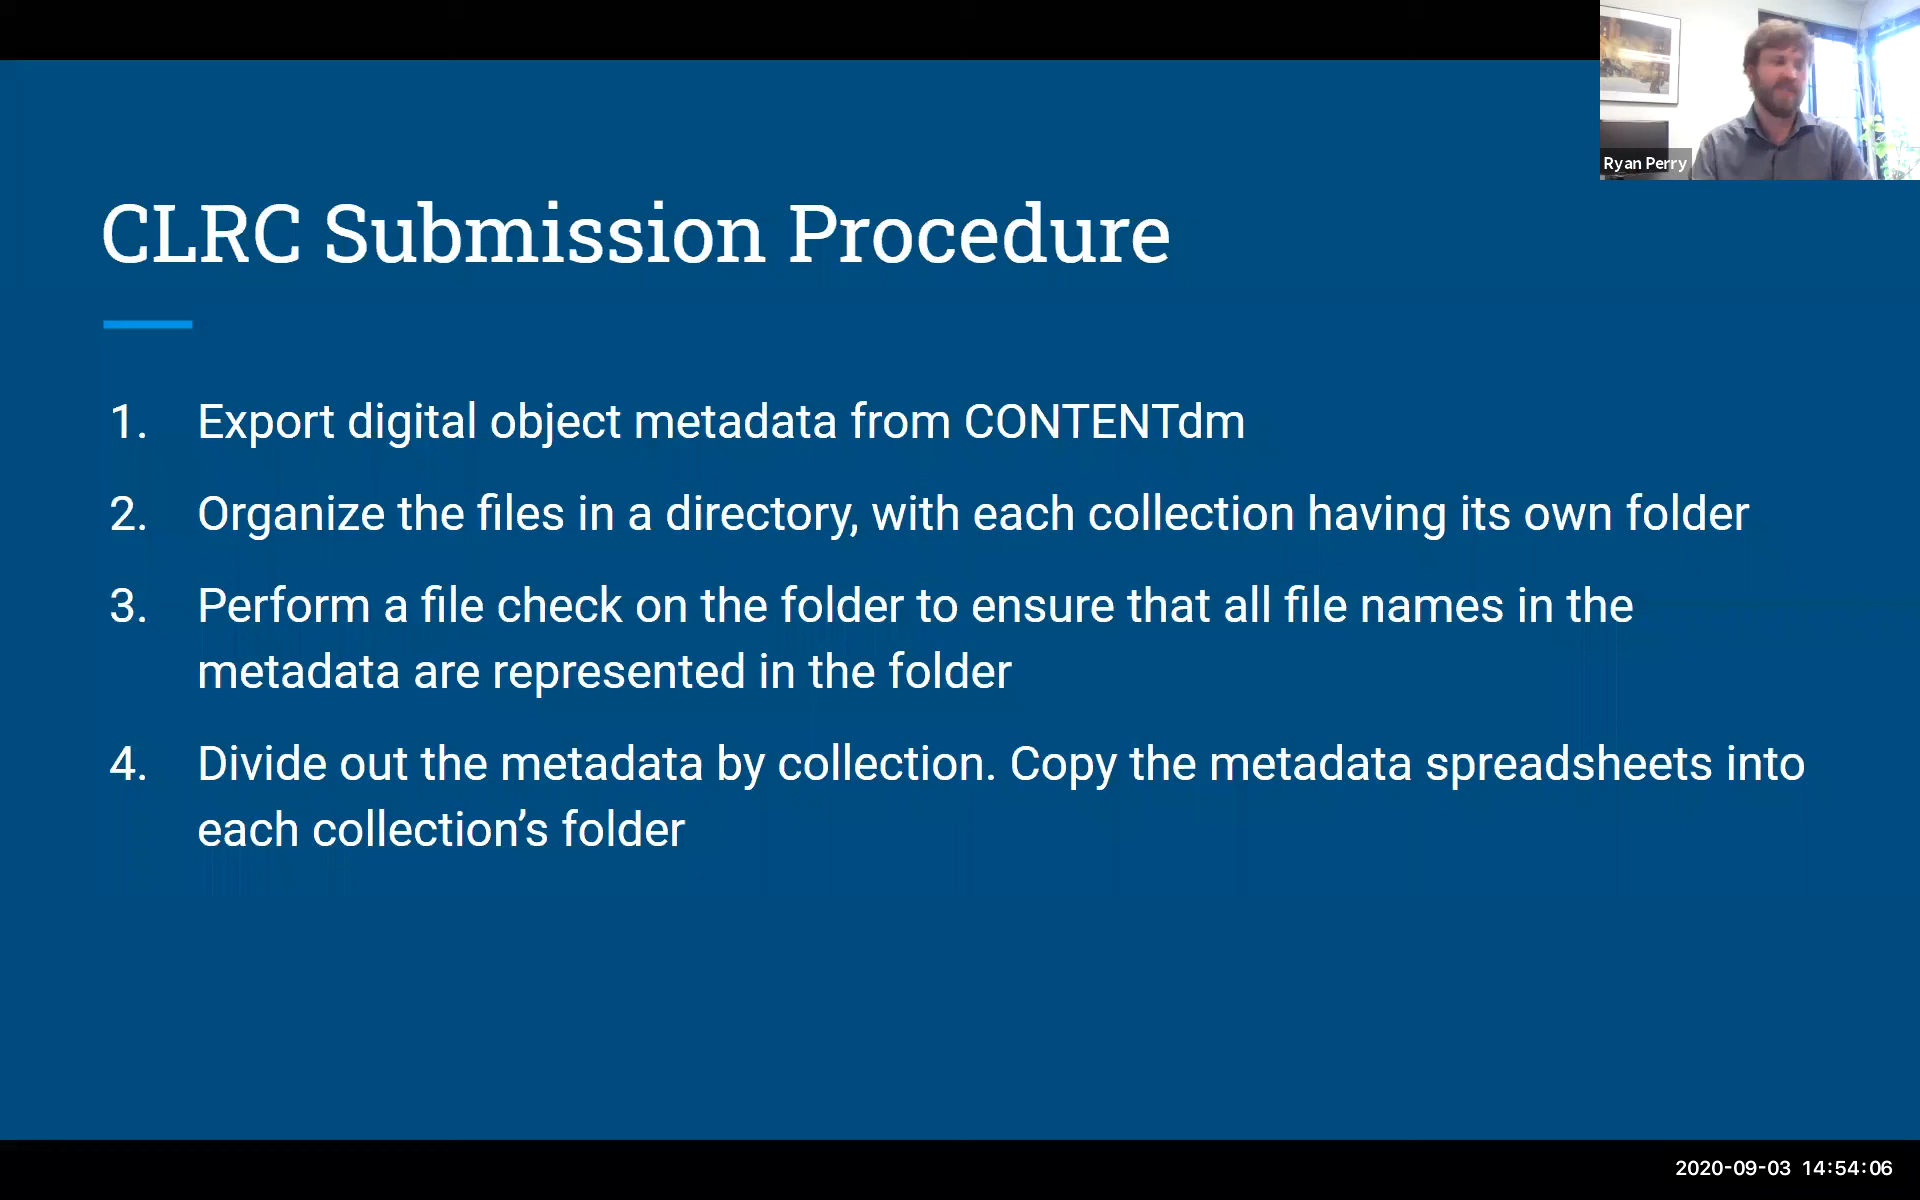 Ryan Perry
CLRC Submission Procedure
1. Export digital object metadata from CONTENTdm
2. Organize the files in a directory, with each collection having its own folder
3. Perform a file check on the folder to ensure that all file names in the
metadata are represented in the folder
4. Divide out the metadata by collection. Copy the metadata spreadsheets into
each collection’s folder
2020-09-03 14:54:06